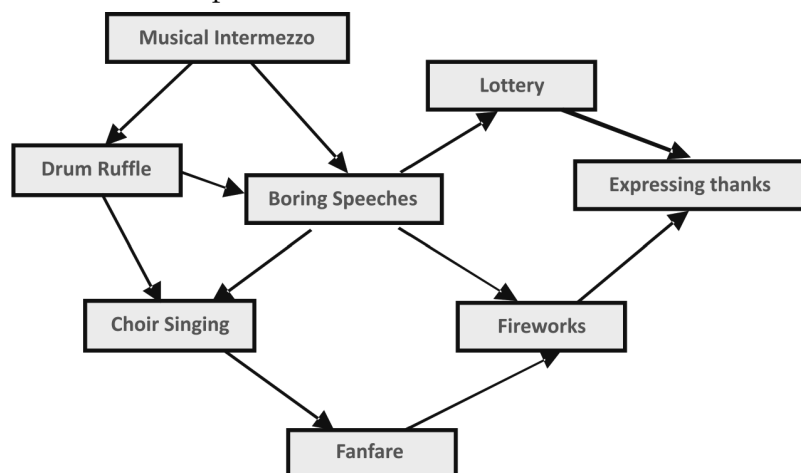 Musical Intermezzo
Lottery
Drum Ruffle
Boring Speeches
Expressing thanks
Choir Singing
Fireworks
Fanfare